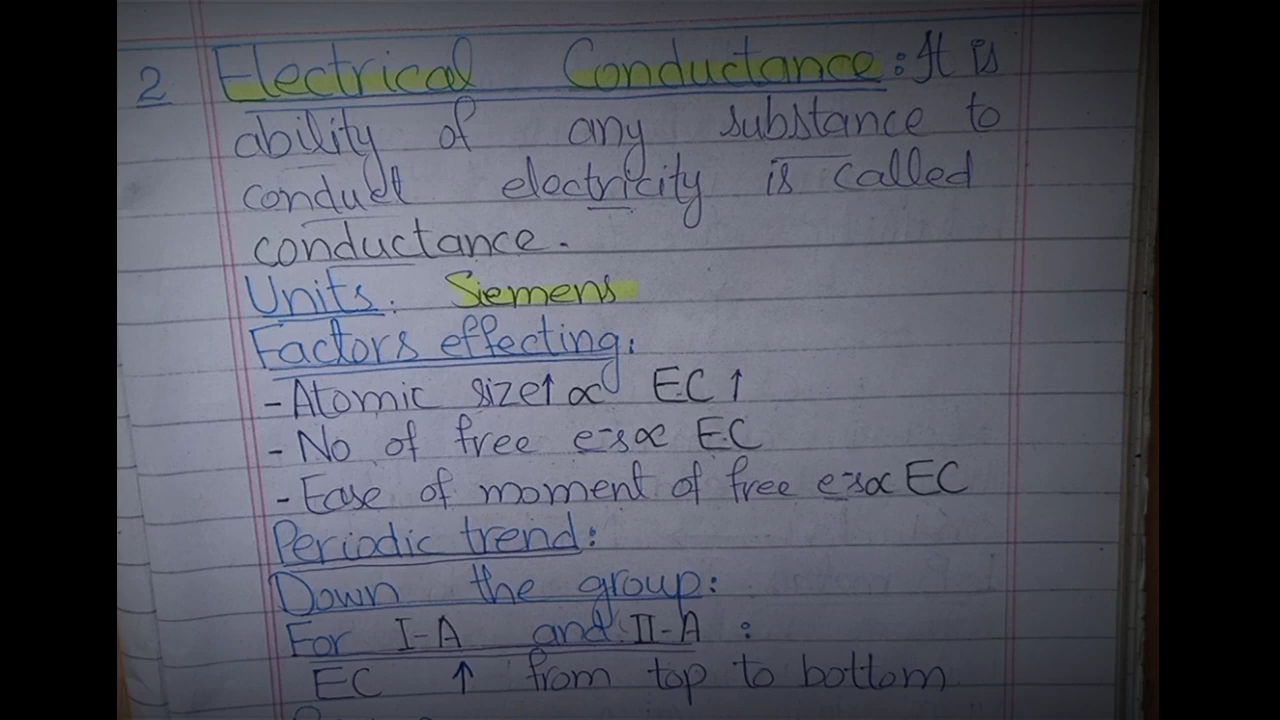 2 Electrical Conductance: It is
ability of any substance to
conduct electricity is called
conductance.
Units: Siemens
Factors effecting:
- Atomic size↑ ∝ EC ↑
- No of free e-s ∝ EC
- Ease of moment of free e-s ∝ EC
Periodic trend:
Down the group:
For I-A and II-A :
EC ↑ from top to bottom